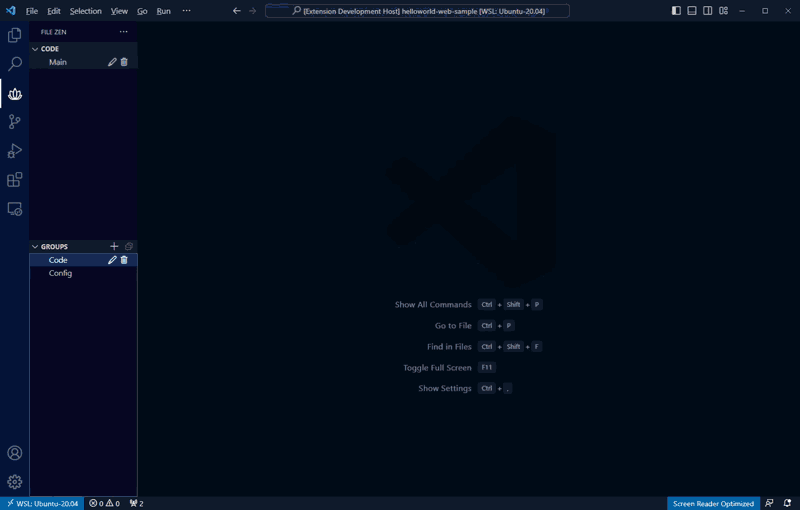 File Edit Selection View Go Run ···
[Extension Development Host] helloworld-web-sample [WSL: Ubuntu-20.04]
FILE ZEN ···
CODE
Main
GROUPS
Code
Config
Show All Commands Ctrl + Shift + P
Go to File Ctrl + P
Find in Files Ctrl + Shift + F
Toggle Full Screen F11
Show Settings Ctrl + ,
WSL: Ubuntu-20.04 0 0 2
Screen Reader Optimized